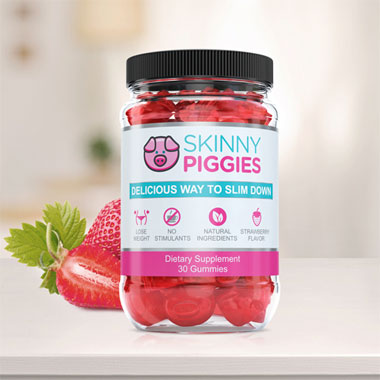 SKINNY
PIGGIES
DELICIOUS WAY TO SLIM DOWN
LOSE WEIGHT
NO STIMULANTS
NATURAL INGREDIENTS
STRAWBERRY FLAVOR
Dietary Supplement
30 Gummies